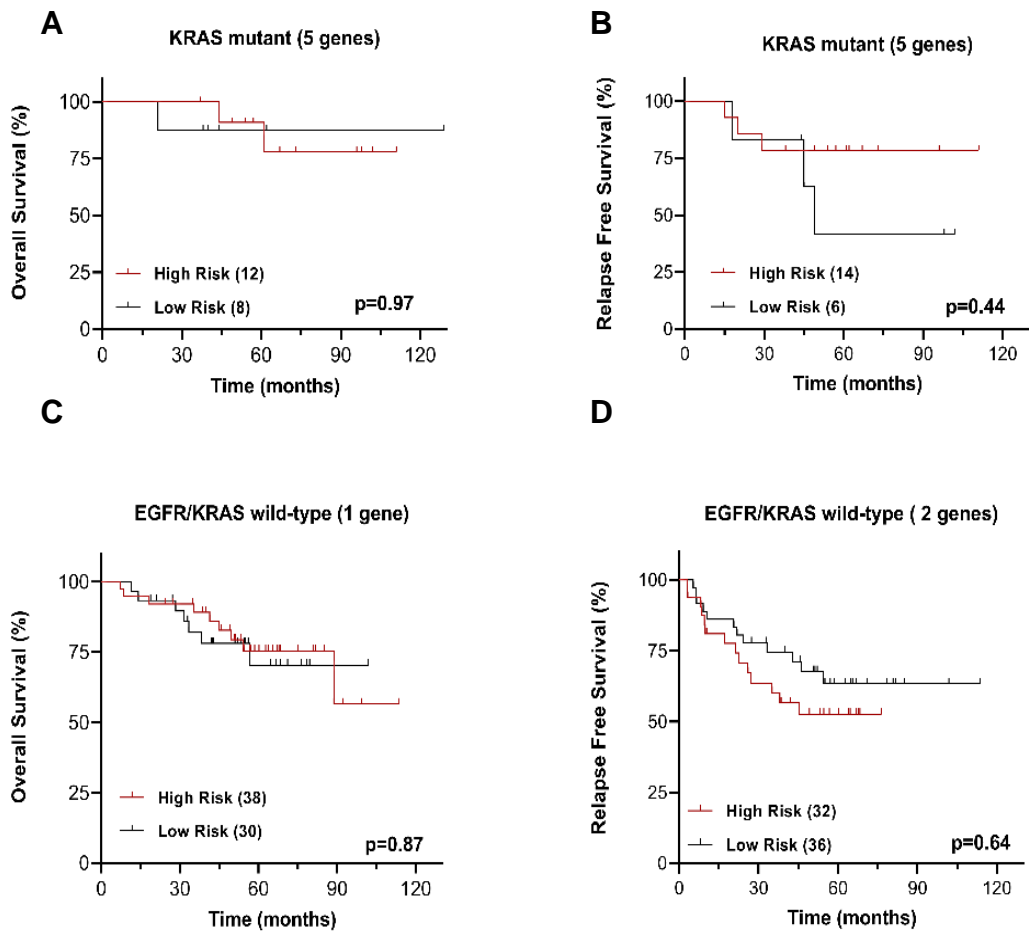 A
KRAS mutant (5 genes)
Overall Survival (%)
100
75
50
25
0
High Risk (12)
Low Risk (8)
p=0.97
0 30 60 90 120
Time (months)
B
KRAS mutant (5 genes)
Relapse Free Survival (%)
100
75
50
25
0
High Risk (14)
Low Risk (6)
p=0.44
0 30 60 90 120
Time (months)
C
EGFR/KRAS wild-type (1 gene)
Overall Survival (%)
100
75
50
25
0
High Risk (38)
Low Risk (30)
p=0.87
0 30 60 90 120
Time (months)
D
EGFR/KRAS wild-type ( 2 genes)
Relapse Free Survival (%)
100
75
50
25
0
High Risk (32)
Low Risk (36)
p=0.64
0 30 60 90 120
Time (months)